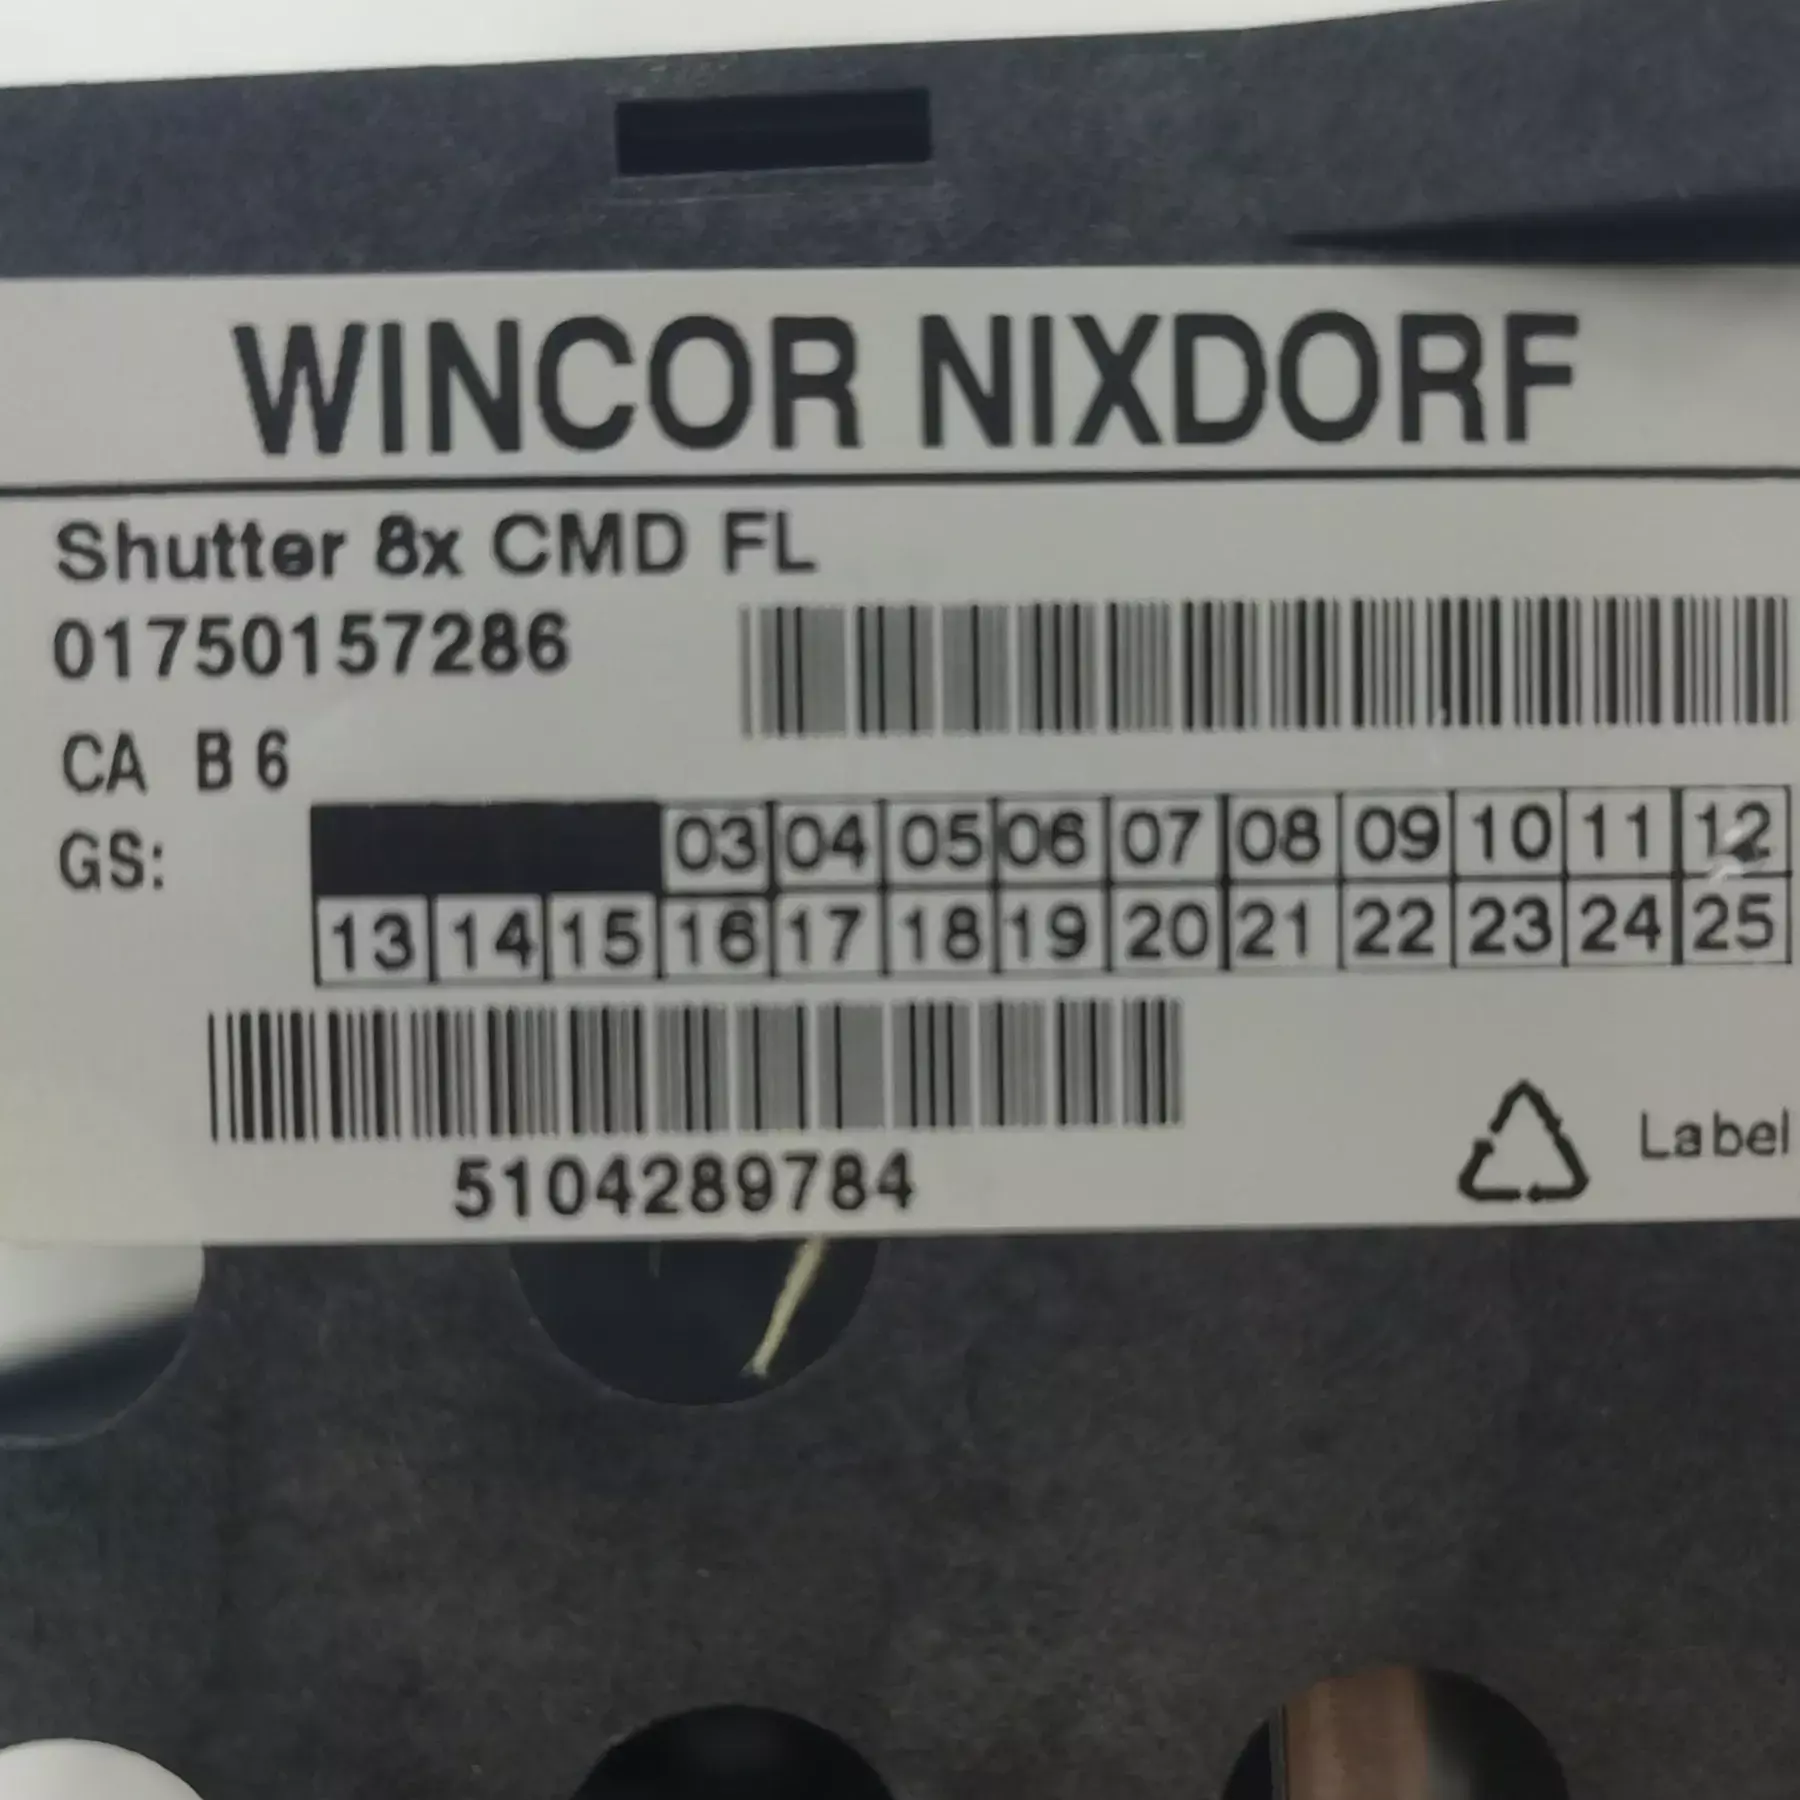 WINCOR NIXDORF
Shutter 8x CMD FL
01750157286
CA B 6
GS:
03 04 05 06 07 08 09 10 11 12
13 14 15 16 17 18 19 20 21 22 23 24 25
5104289784
Label